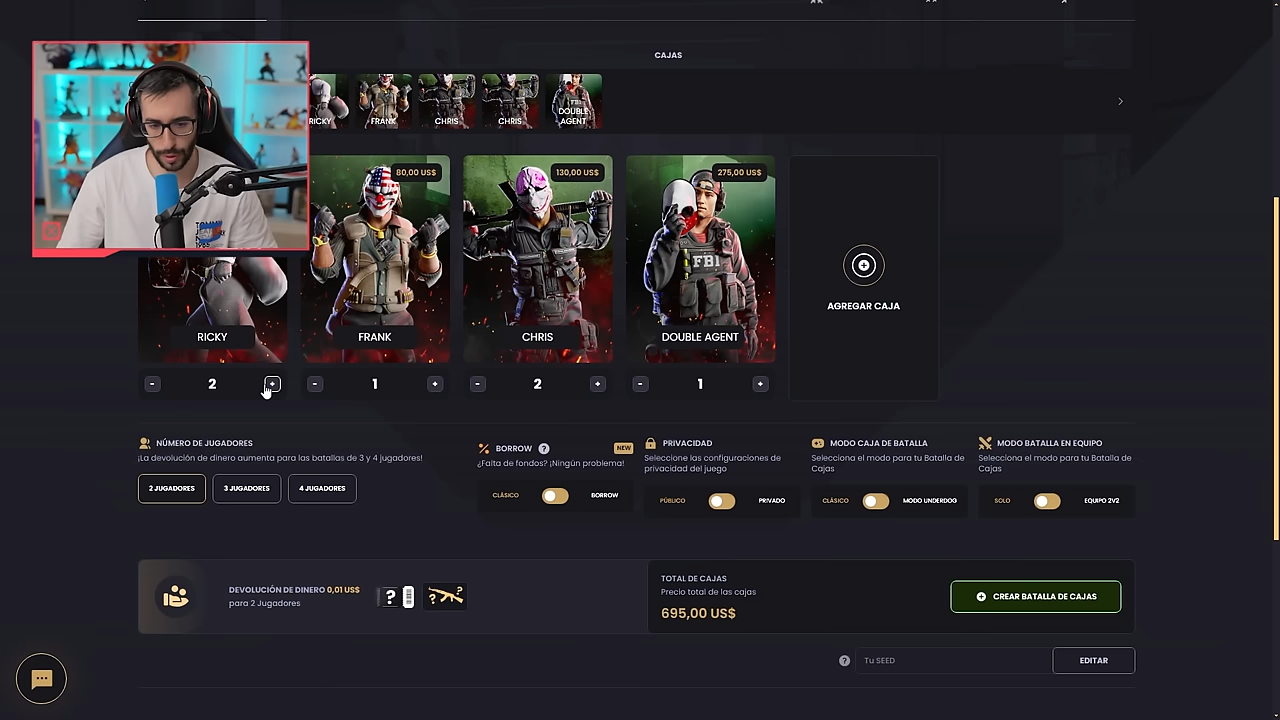 CAJAS
RICKY
FRANK
CHRIS
CHRIS
DOUBLE
AGENT
80,00 US$
130,00 US$
275,00 US$
FBI
RICKY
FRANK
CHRIS
DOUBLE AGENT
AGREGAR CAJA
- 2 +
- 1 +
- 2 +
- 1 +
NÚMERO DE JUGADORES
¡La devolución de dinero aumenta para las batallas de 3 y 4 jugadores!
2 JUGADORES
3 JUGADORES
4 JUGADORES
BORROW ?
NEW
¿Falta de fondos? ¡Ningún problema!
CLÁSICO
BORROW
PRIVACIDAD
Seleccione las configuraciones de
privacidad del juego
PÚBLICO
PRIVADO
MODO CAJA DE BATALLA
Selecciona el modo para tu Batalla de
Cajas
CLÁSICO
MODO UNDERDOG
MODO BATALLA EN EQUIPO
Selecciona el modo para tu Batalla de
Cajas
SOLO
EQUIPO 2V2
DEVOLUCIÓN DE DINERO 0,01 US$
para 2 Jugadores
?
? ?
TOTAL DE CAJAS
Precio total de las cajas
695,00 US$
CREAR BATALLA DE CAJAS
? Tu SEED
EDITAR